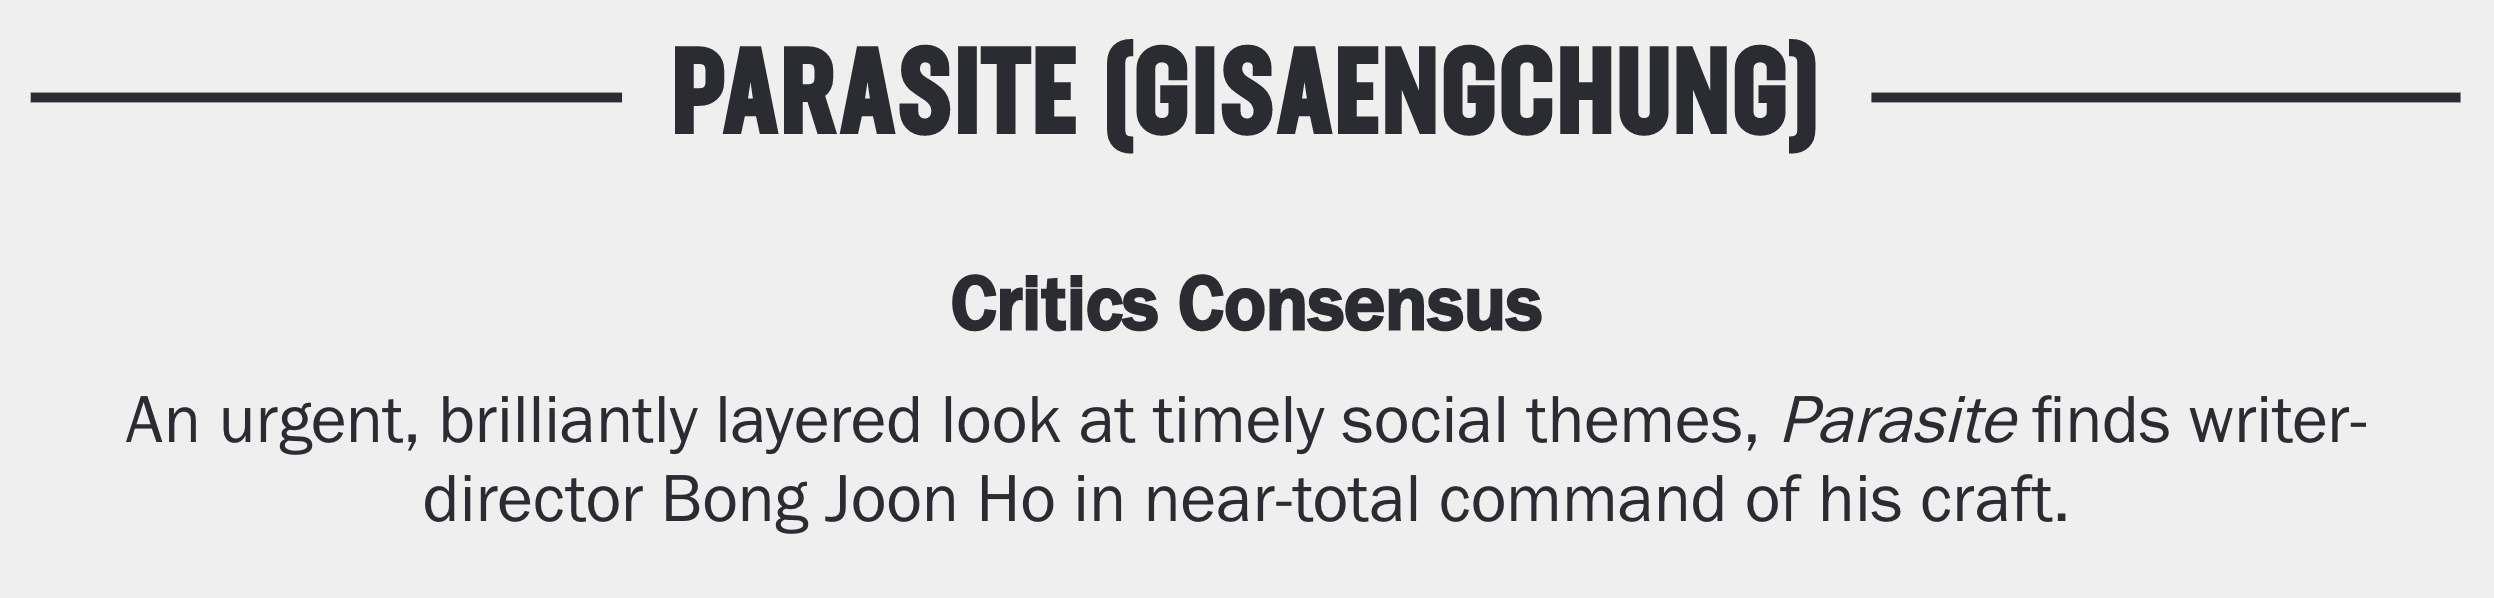 PARASITE (GISAENGCHUNG)
Critics Consensus
An urgent, brilliantly layered look at timely social themes, Parasite finds writer-
director Bong Joon Ho in near-total command of his craft.